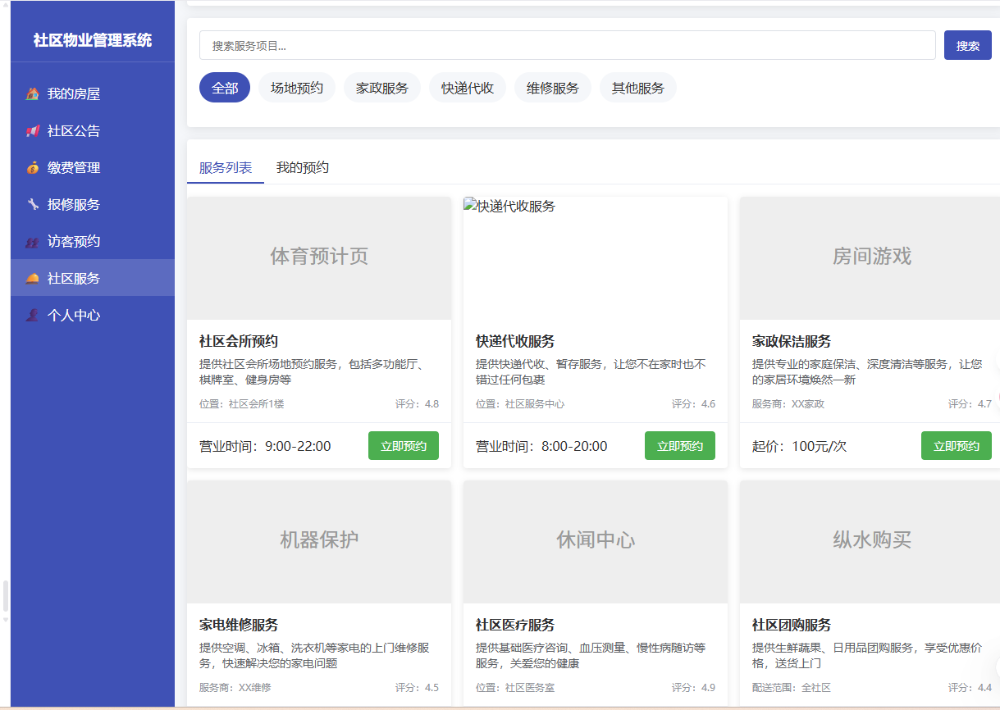 社区物业管理系统
我的房屋
社区公告
缴费管理
报修服务
访客预约
社区服务
个人中心
搜索服务项目...
搜索
全部
场地预约
家政服务
快递代收
维修服务
其他服务
服务列表
我的预约
体育预计页
社区会所预约
提供社区会所场地预约服务，包括多功能厅、
棋牌室、健身房等
位置：社区会所1楼
评分：4.8
营业时间：9:00-22:00
立即预约
快递代收服务
快递代收服务
提供快递代收、暂存服务，让您不在家时也不
错过任何包裹
位置：社区服务中心
评分：4.6
营业时间：8:00-20:00
立即预约
房间游戏
家政保洁服务
提供专业的家庭保洁、深度清洁等服务，让您
的家居环境焕然一新
服务商：XX家政
评分：4.7
起价：100元/次
立即预约
机器保护
家电维修服务
提供空调、冰箱、洗衣机等家电的上门维修服
务，快速解决您的家电问题
服务商：XX维修
评分：4.5
休闻中心
社区医疗服务
提供基础医疗咨询、血压测量、慢性病随访等
服务，关爱您的健康
位置：社区医务室
评分：4.9
纵水购买
社区团购服务
提供生鲜蔬果、日用品团购服务，享受优惠价
格，送货上门
配送范围：全社区
评分：4.4